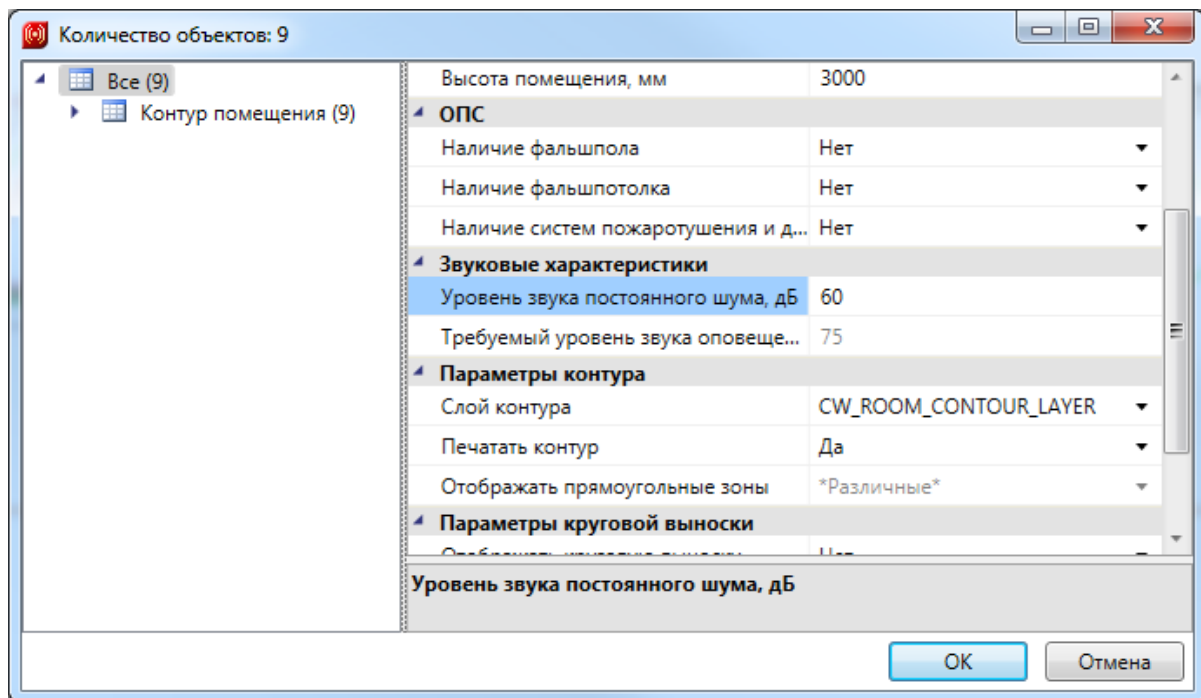 Количество объектов: 9
Все (9)
Контур помещения (9)
Высота помещения, мм 3000
ОПС
Наличие фальшпола Нет
Наличие фальшпотолка Нет
Наличие систем пожаротушения и д... Нет
Звуковые характеристики
Уровень звука постоянного шума, дБ 60
Требуемый уровень звука оповеще... 75
Параметры контура
Слой контура CW_ROOM_CONTOUR_LAYER
Печатать контур Да
Отображать прямоугольные зоны *Различные*
Параметры круговой выноски
Уровень звука постоянного шума, дБ
OK Отмена